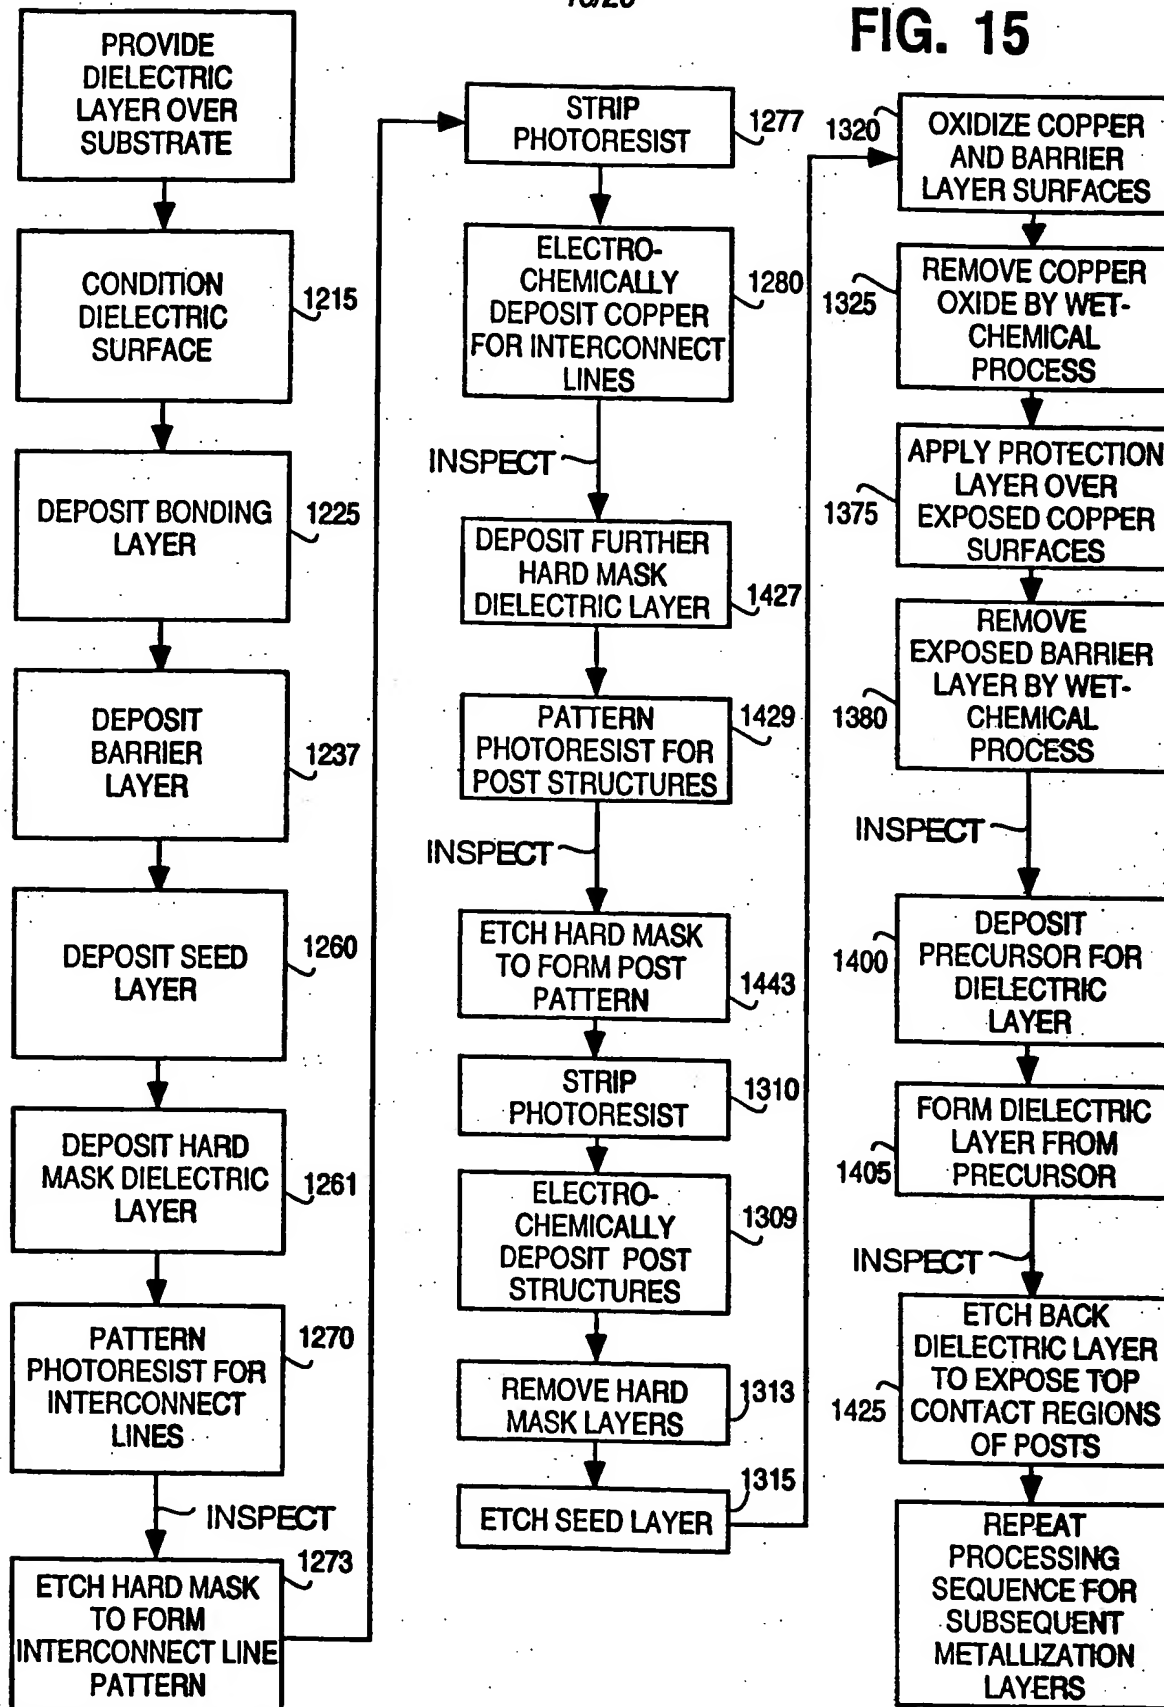 FIG. 15
PROVIDE
DIELECTRIC
LAYER OVER
SUBSTRATE
CONDITION
DIELECTRIC
SURFACE
1215
DEPOSIT BONDING
LAYER
1225
DEPOSIT
BARRIER
LAYER
1237
DEPOSIT SEED
LAYER
1260
DEPOSIT HARD
MASK DIELECTRIC
LAYER
1261
PATTERN
PHOTORESIST FOR
INTERCONNECT
LINES
1270
INSPECT
ETCH HARD MASK
TO FORM
INTERCONNECT LINE
PATTERN
1273
STRIP
PHOTORESIST
1277
ELECTRO-
CHEMICALLY
DEPOSIT COPPER
FOR INTERCONNECT
LINES
1280
INSPECT
DEPOSIT FURTHER
HARD MASK
DIELECTRIC LAYER
1427
PATTERN
PHOTORESIST FOR
POST STRUCTURES
1429
INSPECT
ETCH HARD MASK
TO FORM POST
PATTERN
1443
STRIP
PHOTORESIST
1310
ELECTRO-
CHEMICALLY
DEPOSIT POST
STRUCTURES
1309
REMOVE HARD
MASK LAYERS
1313
ETCH SEED LAYER
1315
1320
OXIDIZE COPPER
AND BARRIER
LAYER SURFACES
1325
REMOVE COPPER
OXIDE BY WET-
CHEMICAL
PROCESS
1375
APPLY PROTECTION
LAYER OVER
EXPOSED COPPER
SURFACES
1380
REMOVE
EXPOSED BARRIER
LAYER BY WET-
CHEMICAL
PROCESS
INSPECT
1400
DEPOSIT
PRECURSOR FOR
DIELECTRIC
LAYER
1405
FORM DIELECTRIC
LAYER FROM
PRECURSOR
INSPECT
1425
ETCH BACK
DIELECTRIC LAYER
TO EXPOSE TOP
CONTACT REGIONS
OF POSTS
REPEAT
PROCESSING
SEQUENCE FOR
SUBSEQUENT
METALLIZATION
LAYERS